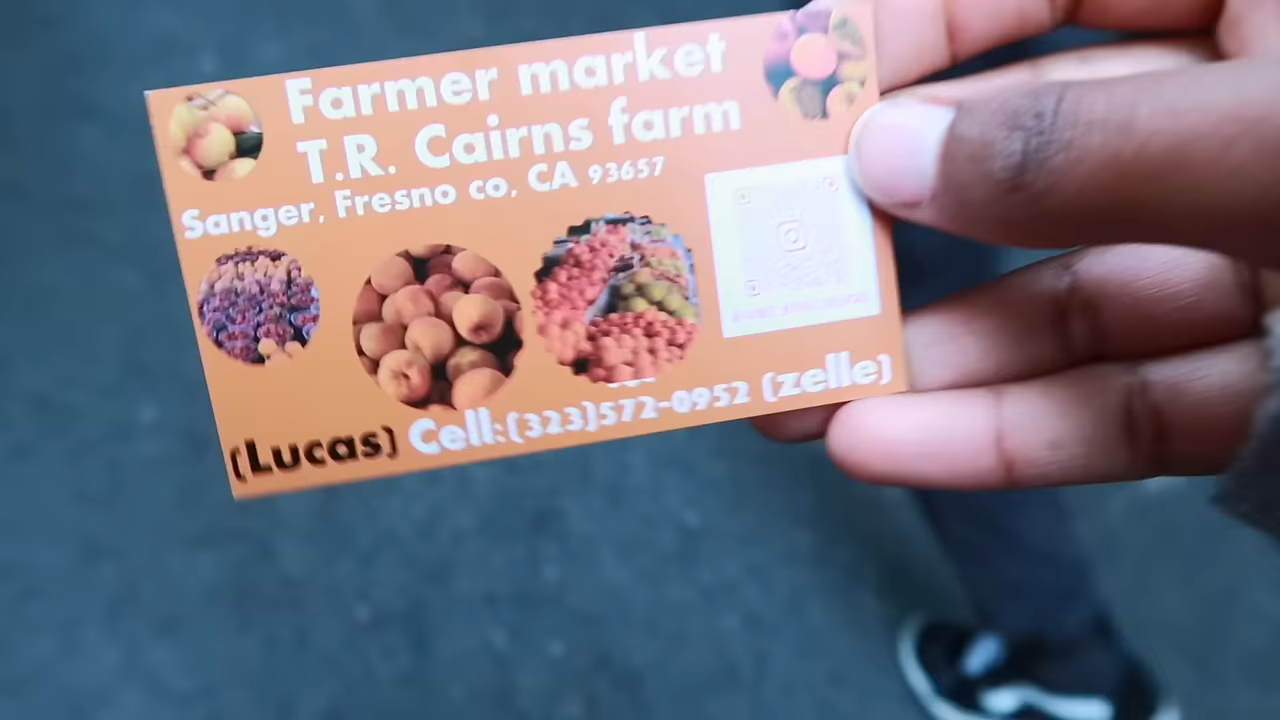 Farmer market
T.R. Cairns farm
Sanger, Fresno co, CA 93657
(Lucas) Cell:(323)572-0952 (zelle)